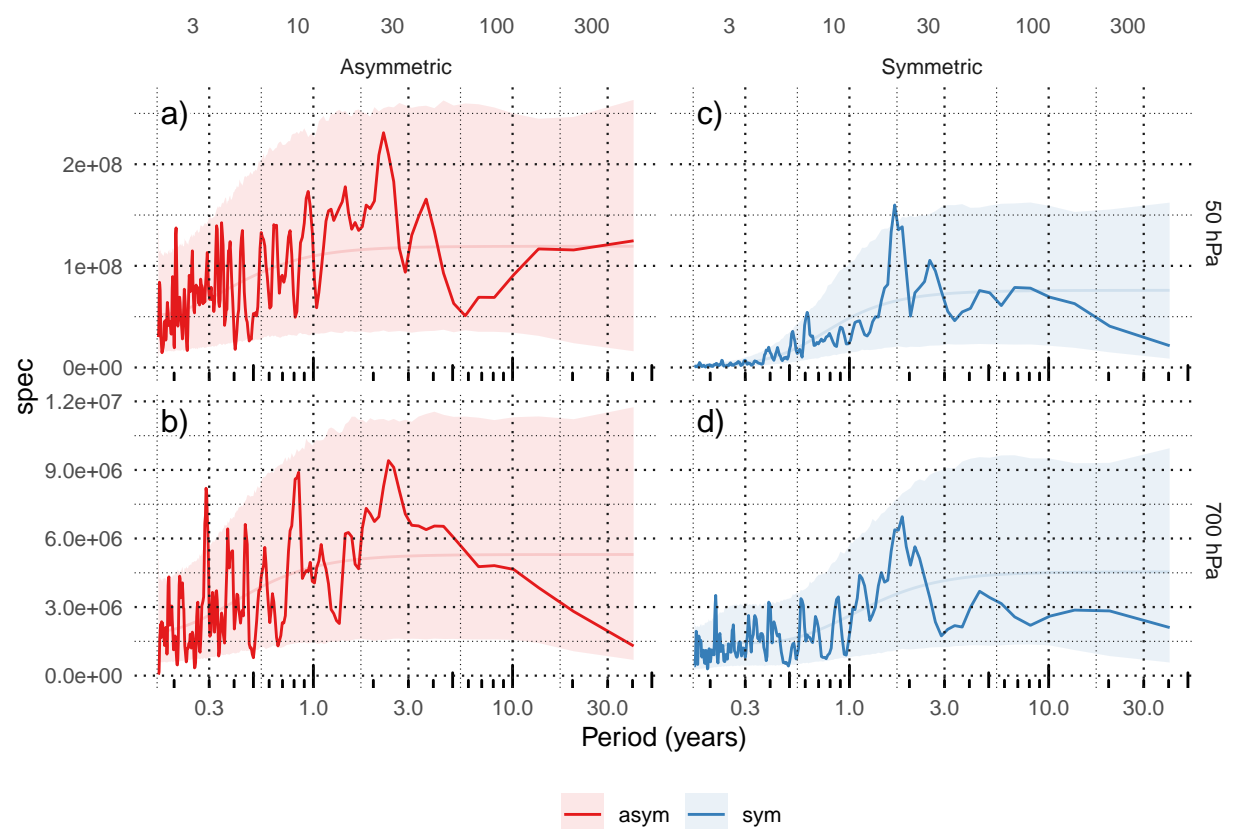 3 10 30 100 300 3 10 30 100 300
Asymmetric Symmetric
a) c)
2e+08
1e+08
0e+00
50 hPa
b) d)
1.2e+07
9.0e+06
6.0e+06
3.0e+06
0.0e+00
700 hPa
spec
0.3 1.0 3.0 10.0 30.0 0.3 1.0 3.0 10.0 30.0
Period (years)
asym sym